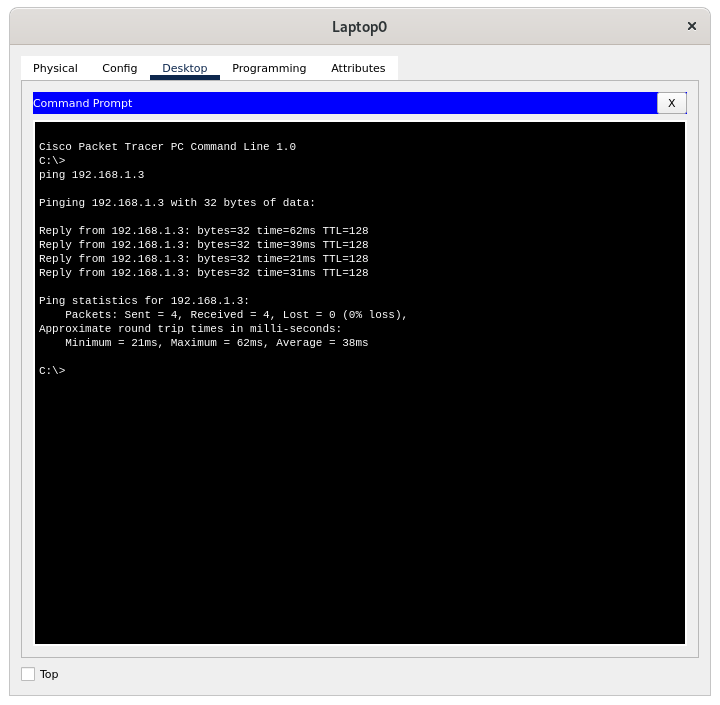 Laptop0
Physical Config Desktop Programming Attributes
Command Prompt X
Cisco Packet Tracer PC Command Line 1.0
C:\>
ping 192.168.1.3
Pinging 192.168.1.3 with 32 bytes of data:
Reply from 192.168.1.3: bytes=32 time=62ms TTL=128
Reply from 192.168.1.3: bytes=32 time=39ms TTL=128
Reply from 192.168.1.3: bytes=32 time=21ms TTL=128
Reply from 192.168.1.3: bytes=32 time=31ms TTL=128
Ping statistics for 192.168.1.3:
    Packets: Sent = 4, Received = 4, Lost = 0 (0% loss),
Approximate round trip times in milli-seconds:
    Minimum = 21ms, Maximum = 62ms, Average = 38ms
C:\>
Top